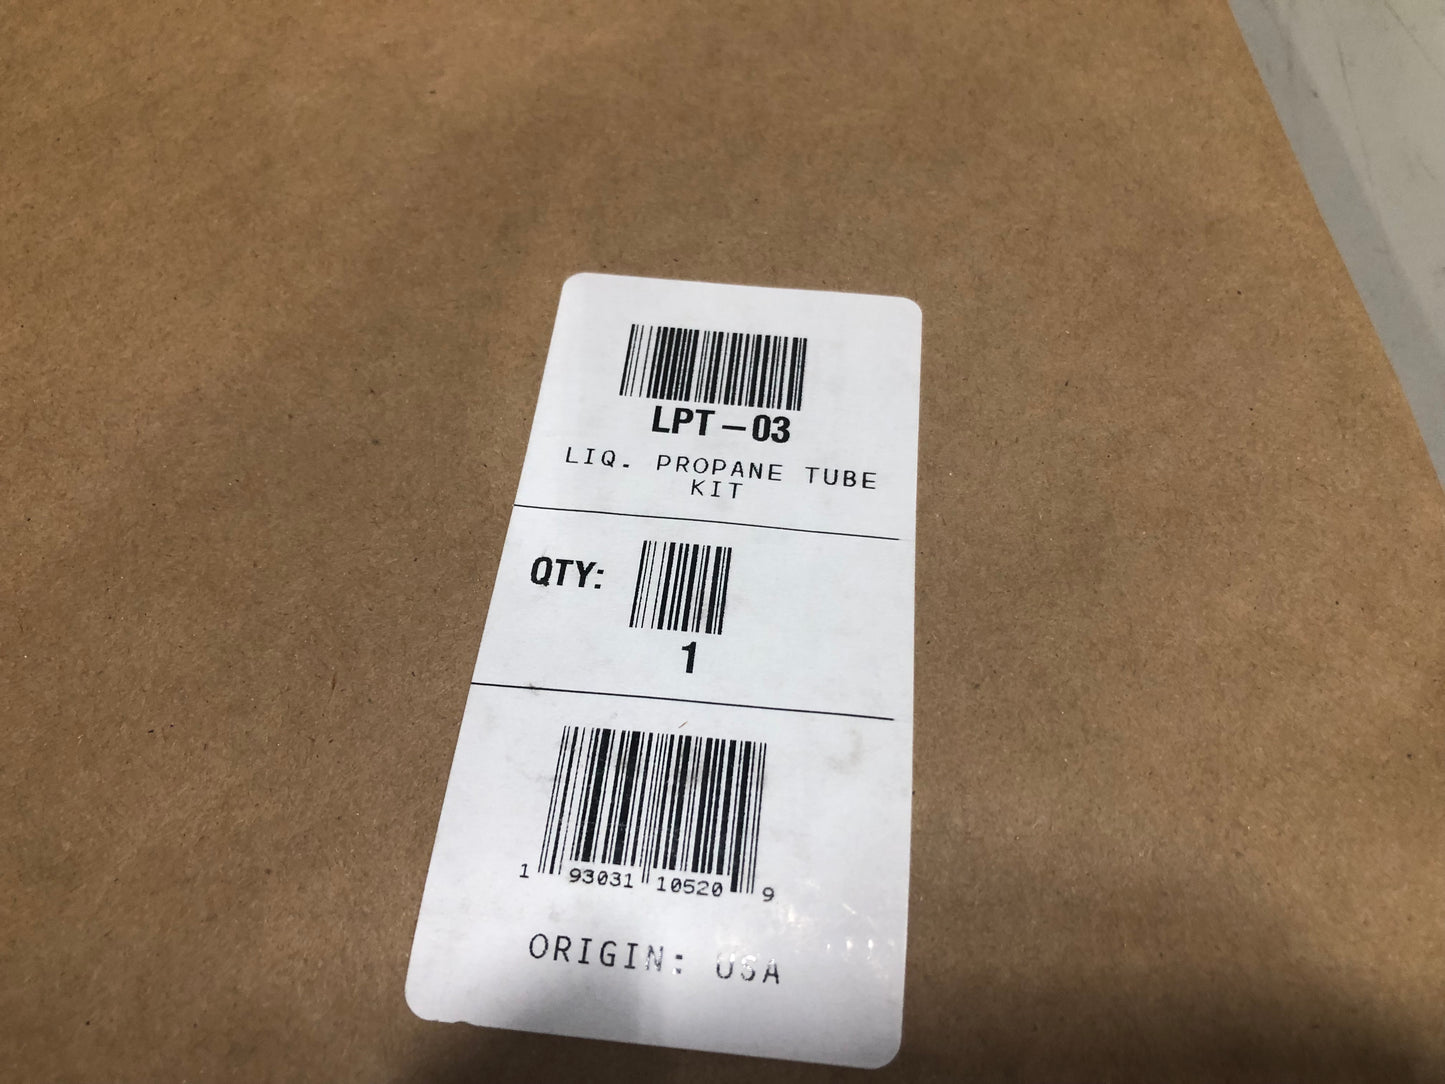 LPT-03
LIQ. PROPANE TUBE
KIT
QTY:
1
1 93031 10520 9
ORIGIN: USA